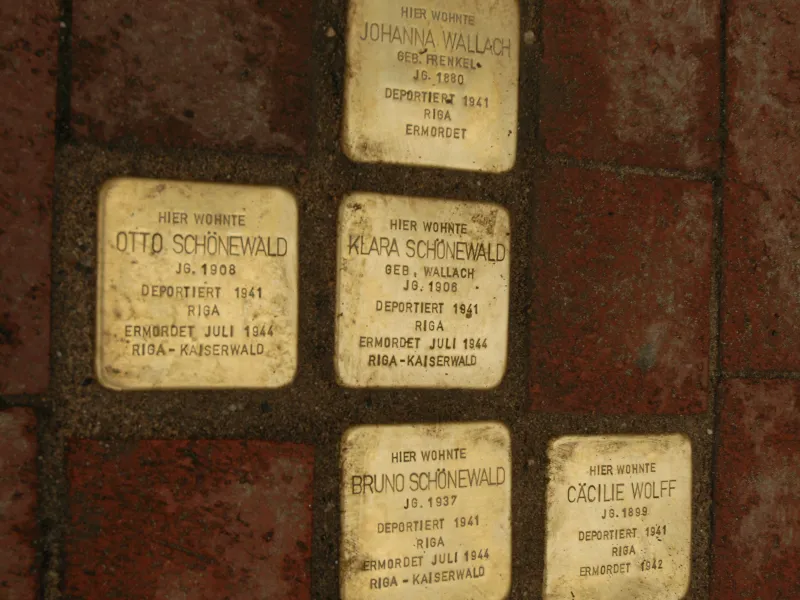 HIER WOHNTE
JOHANNA WALLACH
GEB. FRENKEL
JG. 1880
DEPORTIERT 1941
RIGA
ERMORDET
HIER WOHNTE
OTTO SCHÖNEWALD
JG. 1908
DEPORTIERT 1941
RIGA
ERMORDET JULI 1944
RIGA-KAISERWALD
HIER WOHNTE
KLARA SCHÖNEWALD
GEB. WALLACH
JG. 1906
DEPORTIERT 1941
RIGA
ERMORDET JULI 1944
RIGA-KAISERWALD
HIER WOHNTE
BRUNO SCHÖNEWALD
JG. 1937
DEPORTIERT 1941
RIGA
ERMORDET JULI 1944
RIGA-KAISERWALD
HIER WOHNTE
CÄCILIE WOLFF
JG. 1899
DEPORTIERT 1941
RIGA
ERMORDET 1942